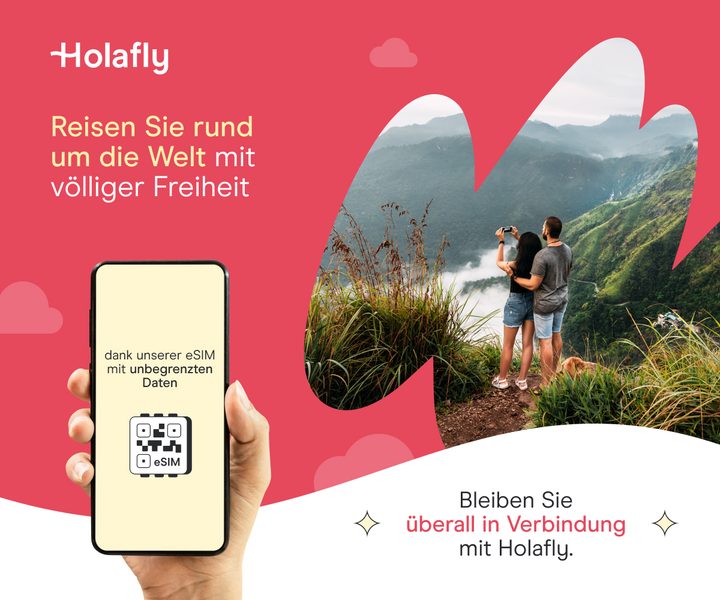 Holafly
Reisen Sie rund
um die Welt mit
völliger Freiheit
dank unserer eSIM
mit unbegrenzten
Daten
eSIM
Bleiben Sie
überall in Verbindung
mit Holafly.